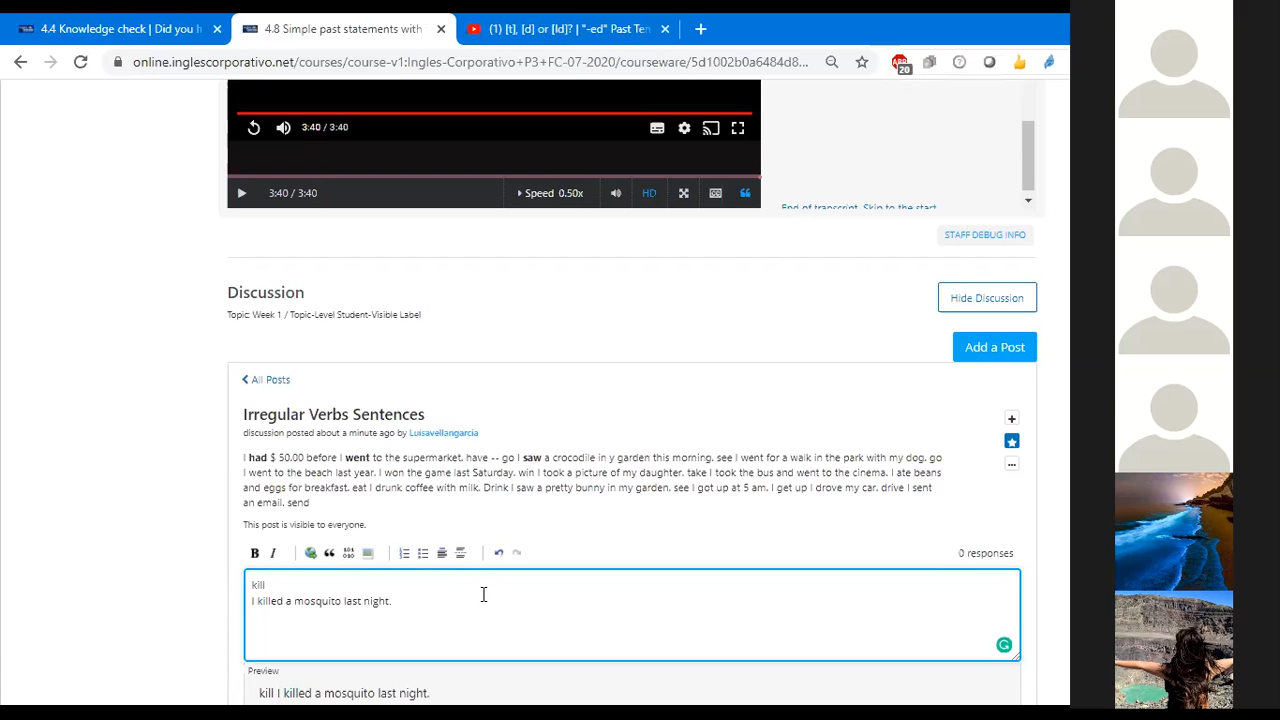 4.4 Knowledge check | Did you h
4.8 Simple past statements with
(1) [t], [d] or [Id]? | "-ed" Past Ten
online.inglescorporativo.net/courses/course-v1:Ingles-Corporativo+P3+FC-07-2020/courseware/5d1002b0a6484d8...
20
3:40 / 3:40
3:40 / 3:40
Speed 0.50x
HD
End of transcript. Skip to the start.
STAFF DEBUG INFO
Discussion
Hide Discussion
Topic: Week 1 / Topic-Level Student-Visible Label
Add a Post
All Posts
Irregular Verbs Sentences
discussion posted about a minute ago by Luisavellangarcia
I had $ 50.00 before I went to the supermarket. have -- go I saw a crocodile in y garden this morning. see I went for a walk in the park with my dog. go
I went to the beach last year. I won the game last Saturday. win I took a picture of my daughter. take I took the bus and went to the cinema. I ate beans
and eggs for breakfast. eat I drunk coffee with milk. Drink I saw a pretty bunny in my garden. see I got up at 5 am. I get up I drove my car. drive I sent
an email. send
This post is visible to everyone.
B I
0 responses
kill
I killed a mosquito last night.
Preview
kill I killed a mosquito last night.